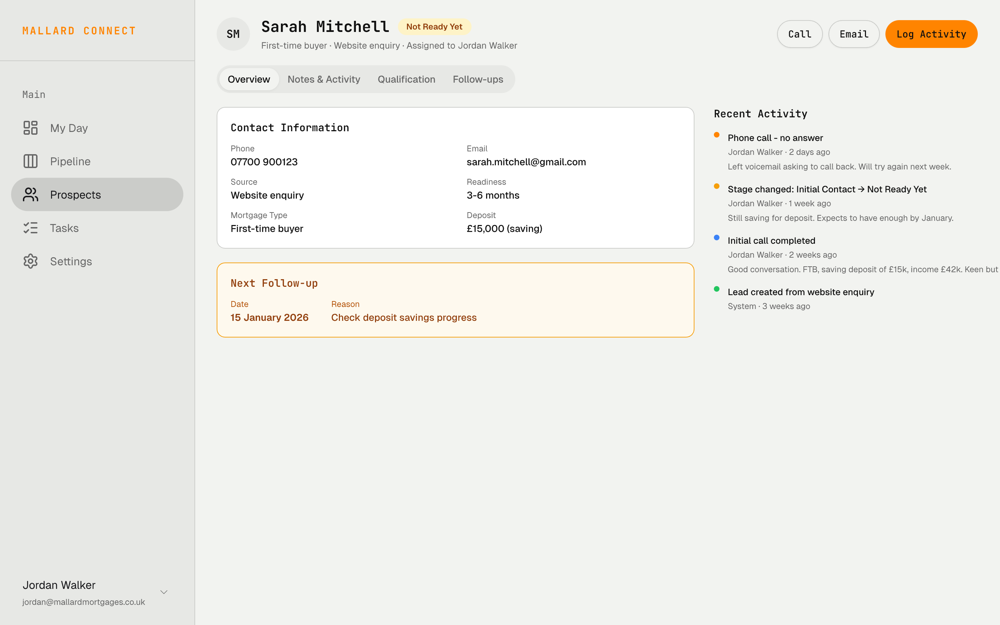 MALLARD CONNECT
Main
My Day
Pipeline
Prospects
Tasks
Settings
Jordan Walker
jordan@mallardmortgages.co.uk
SM
Sarah Mitchell
Not Ready Yet
First-time buyer · Website enquiry · Assigned to Jordan Walker
Call
Email
Log Activity
Overview
Notes & Activity
Qualification
Follow-ups
Contact Information
Phone
07700 900123
Email
sarah.mitchell@gmail.com
Source
Website enquiry
Readiness
3-6 months
Mortgage Type
First-time buyer
Deposit
£15,000 (saving)
Next Follow-up
Date
15 January 2026
Reason
Check deposit savings progress
Recent Activity
Phone call - no answer
Jordan Walker · 2 days ago
Left voicemail asking to call back. Will try again next week.
Stage changed: Initial Contact → Not Ready Yet
Jordan Walker · 1 week ago
Still saving for deposit. Expects to have enough by January.
Initial call completed
Jordan Walker · 2 weeks ago
Good conversation. FTB, saving deposit of £15k, income £42k. Keen but
Lead created from website enquiry
System · 3 weeks ago